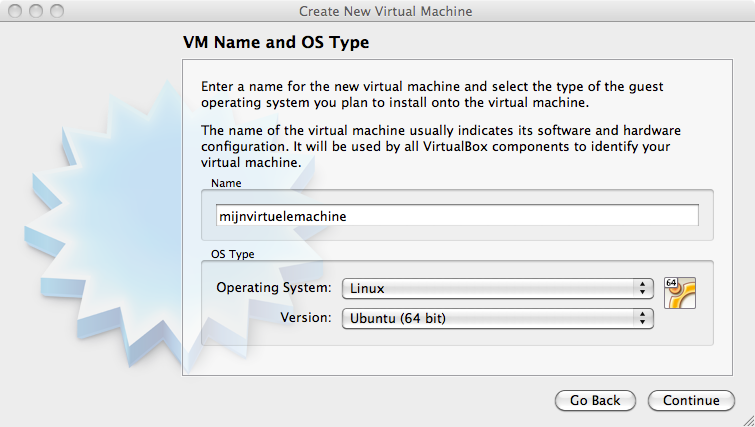 Create New Virtual Machine
VM Name and OS Type
Enter a name for the new virtual machine and select the type of the guest
operating system you plan to install onto the virtual machine.
The name of the virtual machine usually indicates its software and hardware
configuration. It will be used by all VirtualBox components to identify your
virtual machine.
Name
mijnvirtuelemachine
OS Type
Operating System: Linux
64
Version: Ubuntu (64 bit)
Go Back Continue